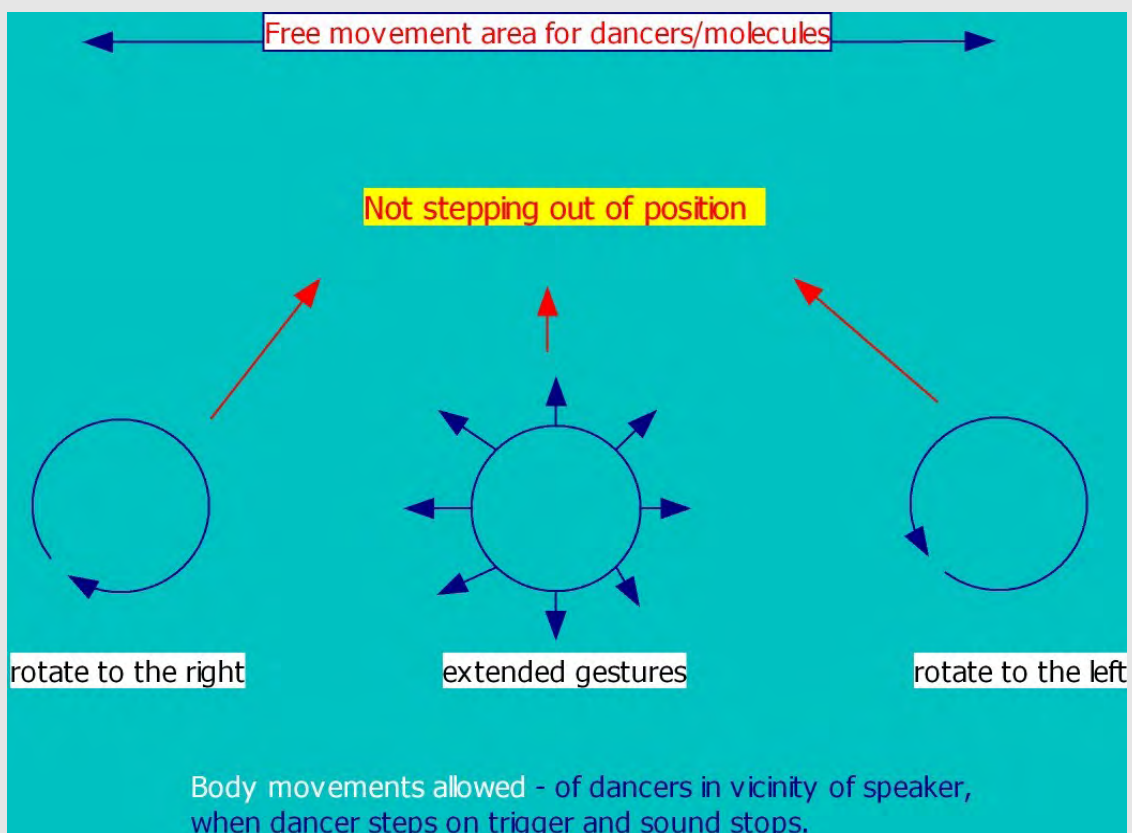 Free movement area for dancers/molecules
Not stepping out of position
rotate to the right
extended gestures
rotate to the left
Body movements allowed - of dancers in vicinity of speaker,
when dancer steps on trigger and sound stops.